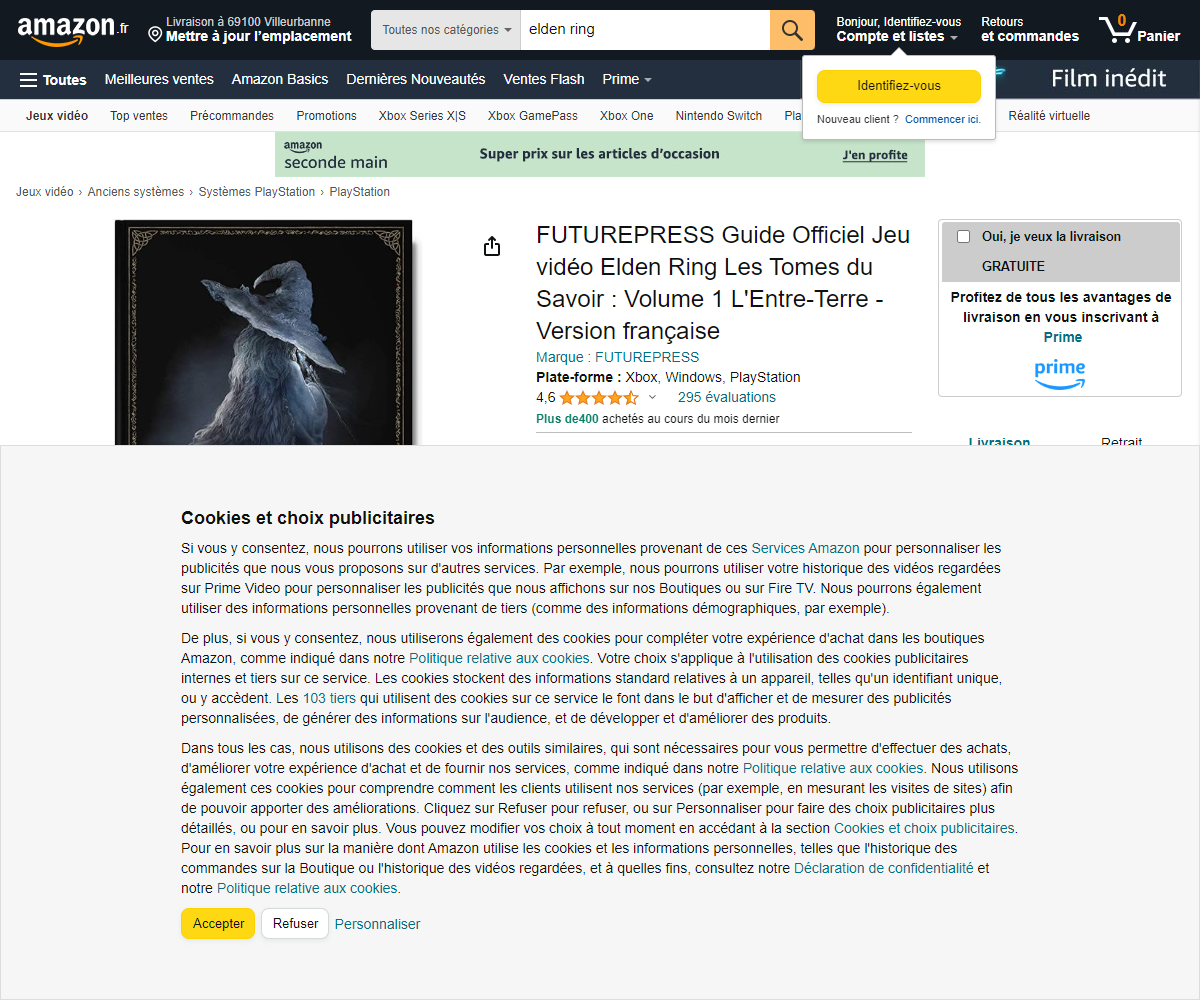 amazon.fr
Livraison à 69100 Villeurbanne
Mettre à jour l'emplacement
Toutes nos catégories
elden ring
Bonjour, Identifiez-vous
Compte et listes
Retours
et commandes
0
Panier
Toutes
Meilleures ventes
Amazon Basics
Dernières Nouveautés
Ventes Flash
Prime
Film inédit
Identifiez-vous
Nouveau client ? Commencer ici.
Jeux vidéo
Top ventes
Précommandes
Promotions
Xbox Series X|S
Xbox GamePass
Xbox One
Nintendo Switch
Réalité virtuelle
amazon
seconde main
Super prix sur les articles d'occasion
J'en profite
Jeux vidéo › Anciens systèmes › Systèmes PlayStation › PlayStation
FUTUREPRESS Guide Officiel Jeu
vidéo Elden Ring Les Tomes du
Savoir : Volume 1 L'Entre-Terre -
Version française
Marque : FUTUREPRESS
Plate-forme : Xbox, Windows, PlayStation
4,6
295 évaluations
Plus de400 achetés au cours du mois dernier
Oui, je veux la livraison
GRATUITE
Profitez de tous les avantages de
livraison en vous inscrivant à
Prime
prime
Livraison
Retrait
Cookies et choix publicitaires
Si vous y consentez, nous pourrons utiliser vos informations personnelles provenant de ces Services Amazon pour personnaliser les
publicités que nous vous proposons sur d'autres services. Par exemple, nous pourrons utiliser votre historique des vidéos regardées
sur Prime Video pour personnaliser les publicités que nous affichons sur nos Boutiques ou sur Fire TV. Nous pourrons également
utiliser des informations personnelles provenant de tiers (comme des informations démographiques, par exemple).
De plus, si vous y consentez, nous utiliserons également des cookies pour compléter votre expérience d'achat dans les boutiques
Amazon, comme indiqué dans notre Politique relative aux cookies. Votre choix s'applique à l'utilisation des cookies publicitaires
internes et tiers sur ce service. Les cookies stockent des informations standard relatives à un appareil, telles qu'un identifiant unique,
ou y accèdent. Les 103 tiers qui utilisent des cookies sur ce service le font dans le but d'afficher et de mesurer des publicités
personnalisées, de générer des informations sur l'audience, et de développer et d'améliorer des produits.
Dans tous les cas, nous utilisons des cookies et des outils similaires, qui sont nécessaires pour vous permettre d'effectuer des achats,
d'améliorer votre expérience d'achat et de fournir nos services, comme indiqué dans notre Politique relative aux cookies. Nous utilisons
également ces cookies pour comprendre comment les clients utilisent nos services (par exemple, en mesurant les visites de sites) afin
de pouvoir apporter des améliorations. Cliquez sur Refuser pour refuser, ou sur Personnaliser pour faire des choix publicitaires plus
détaillés, ou pour en savoir plus. Vous pouvez modifier vos choix à tout moment en accédant à la section Cookies et choix publicitaires.
Pour en savoir plus sur la manière dont Amazon utilise les cookies et les informations personnelles, telles que l'historique des
commandes sur la Boutique ou l'historique des vidéos regardées, et à quelles fins, consultez notre Déclaration de confidentialité et
notre Politique relative aux cookies.
Accepter
Refuser
Personnaliser